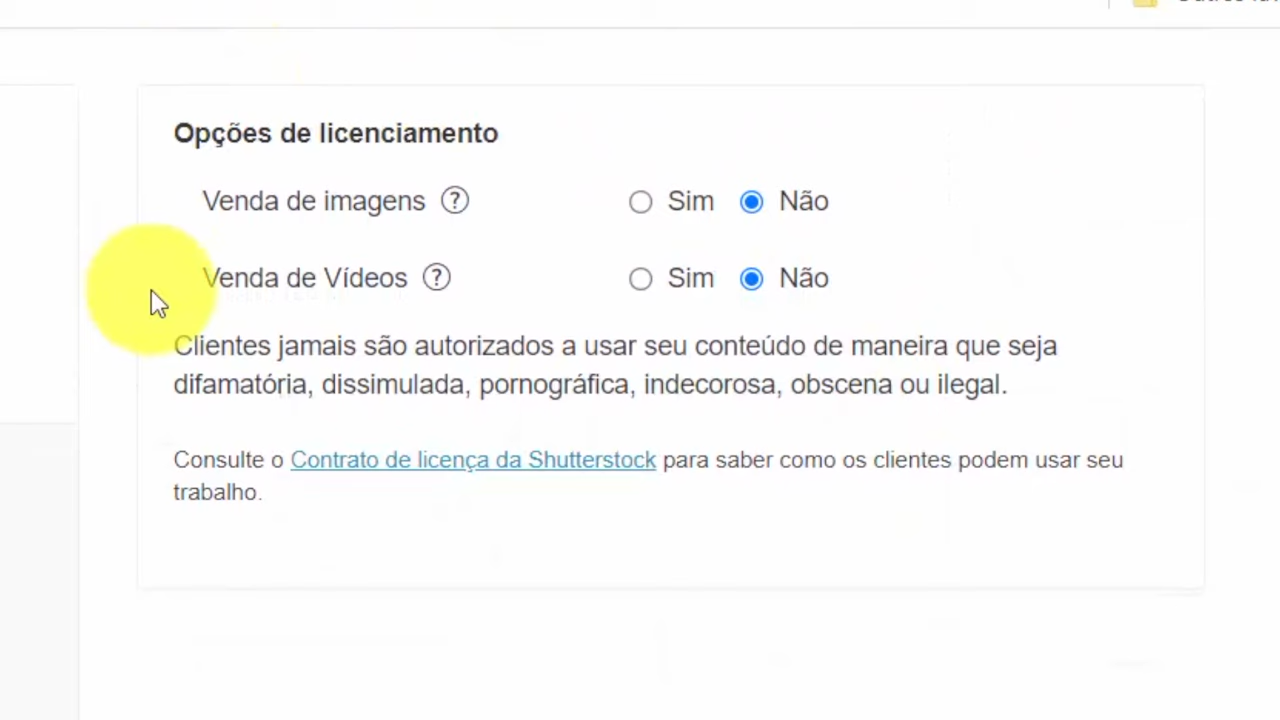 Opções de licenciamento
Venda de imagens ? Sim Não
Venda de Vídeos ? Sim Não
Clientes jamais são autorizados a usar seu conteúdo de maneira que seja
difamatória, dissimulada, pornográfica, indecorosa, obscena ou ilegal.
Consulte o Contrato de licença da Shutterstock para saber como os clientes podem usar seu
trabalho.